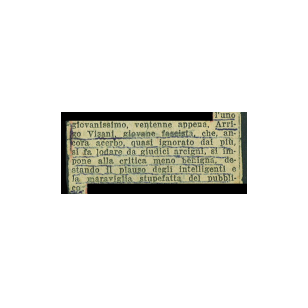 l'uno
giovanissimo, ventenne appena, Arri-
go Visani, giovane fascista, che, an-
cora acerbo, quasi ignorato dai più,
si fa lodare da giudici arcigni, si im-
pone alla critica meno benigna, de-
stando il plauso degli intelligenti e
la maraviglia stupefatta del pubbli-
co.